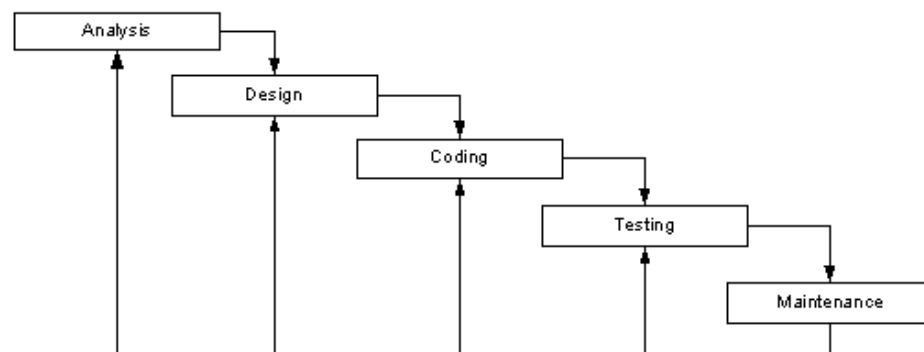 Analysis
Design
Coding
Testing
Maintenance